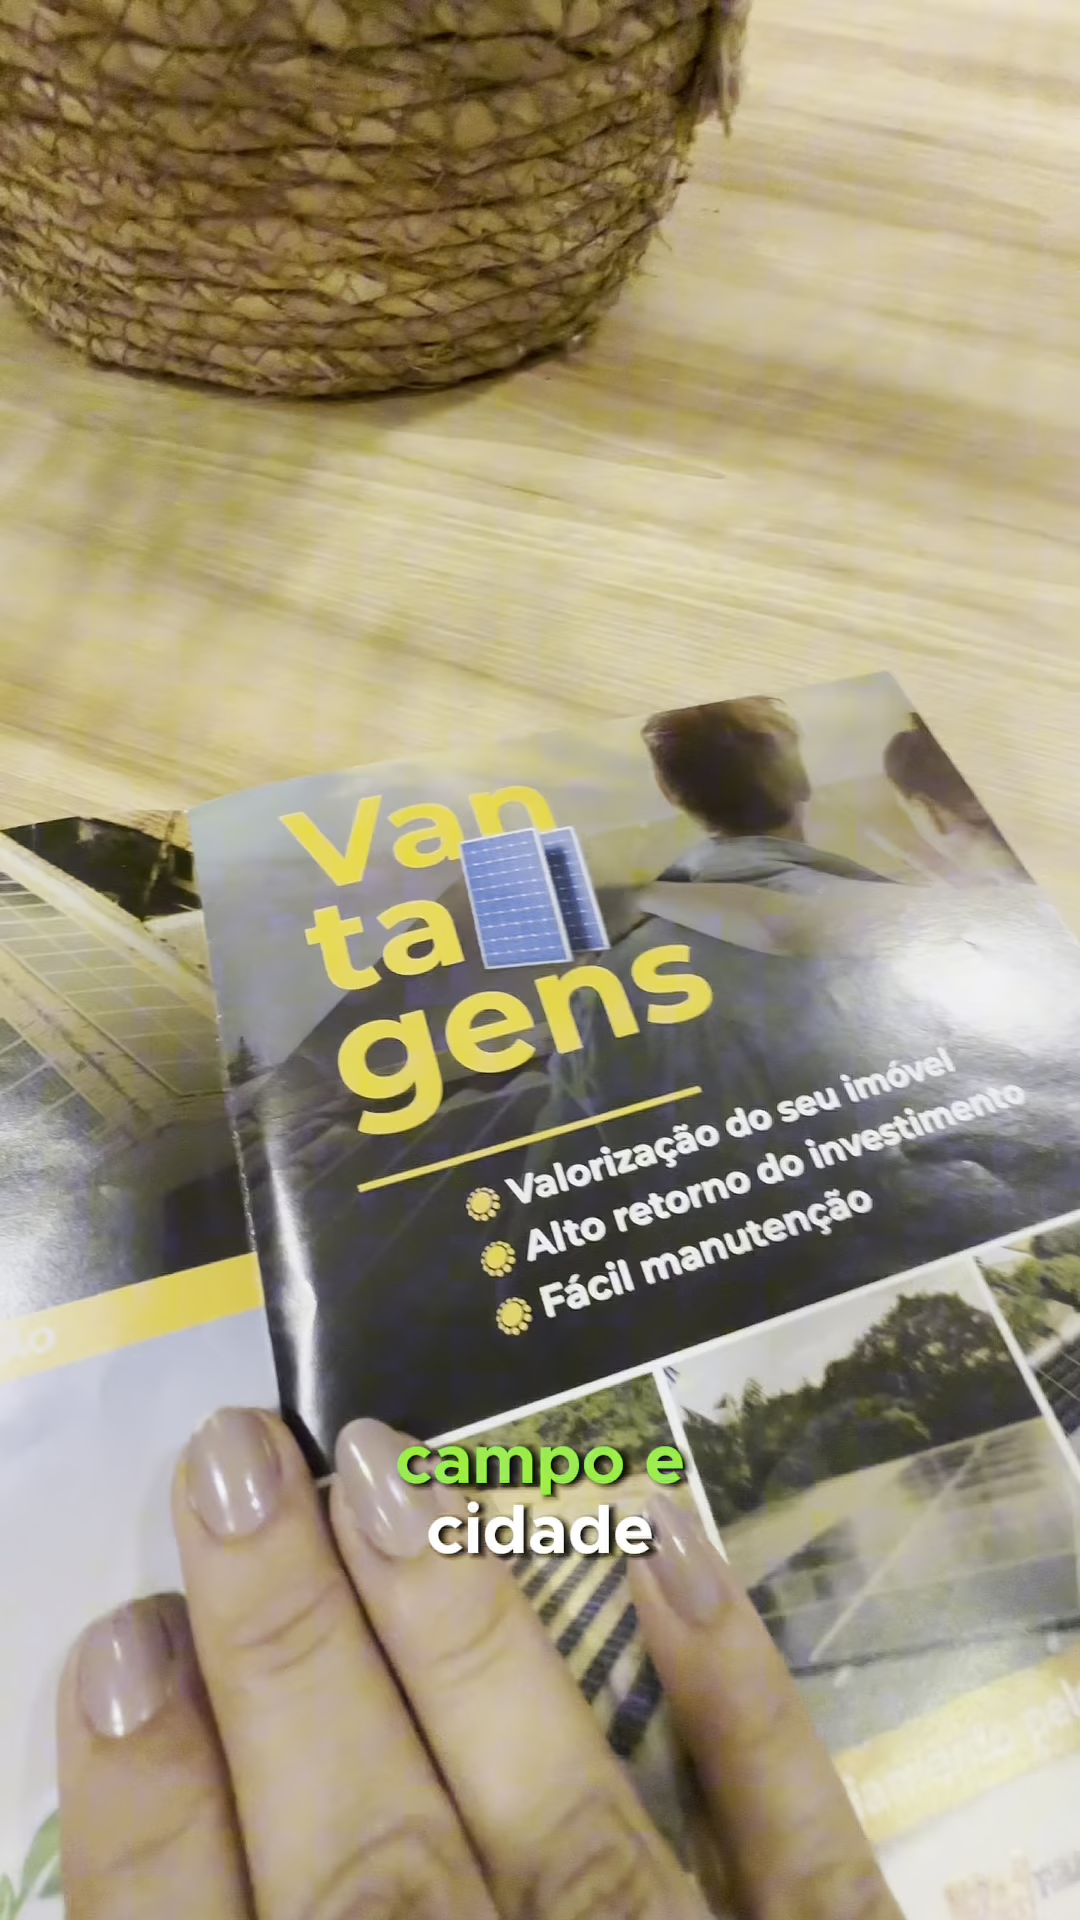 Van
ta
gens
Valorização do seu imóvel
Alto retorno do investimento
Fácil manutenção
campo e
cidade